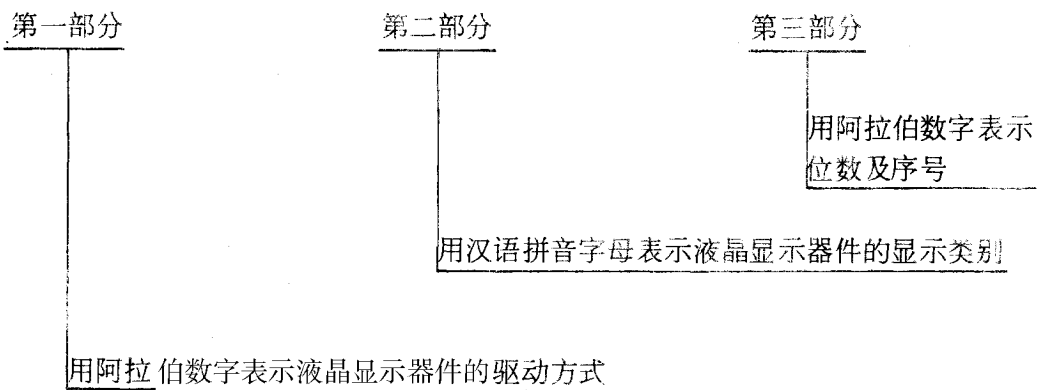 第一部分 第二部分 第三部分
用阿拉伯数字表示
位数及序号
用汉语拼音字母表示液晶显示器件的显示类别
用阿拉伯数字表示液晶显示器件的驱动方式